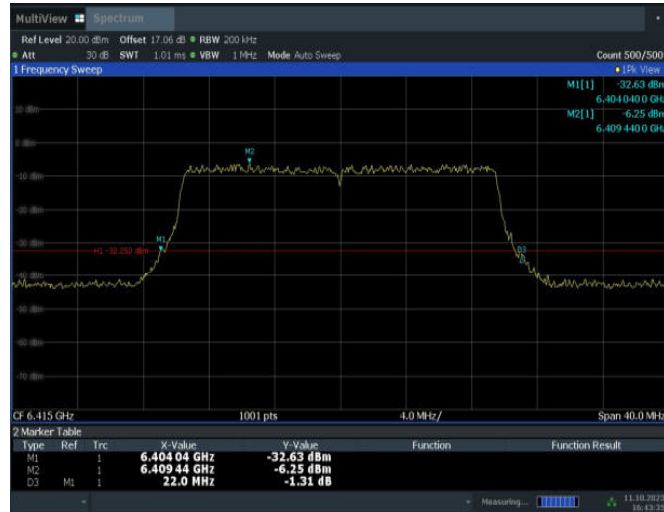 MultiView Spectrum
Ref Level 20.00 dBm Offset 17.06 dB RBW 200 kHz
Att 30 dB SWT 1.01 ms VBW 1 MHz Mode Auto Sweep Count 500/500
1 Frequency Sweep 1Pk View
M1[1] -32.63 dBm
6.404 040 0 GHz
M2[1] -6.25 dBm
6.409 440 0 GHz
10 dBm
0 dBm
M2
-10 dBm
-20 dBm
-30 dBm
M1
H1 -32.250 dBm
D3
-40 dBm
-50 dBm
-60 dBm
-70 dBm
CF 6.415 GHz 1001 pts 4.0 MHz/ Span 40.0 MHz
2 Marker Table
Type Ref Trc X-Value Y-Value Function Function Result
M1 1 6.404 04 GHz -32.63 dBm
M2 1 6.409 44 GHz -6.25 dBm
D3 M1 1 22.0 MHz -1.31 dB
Measuring...